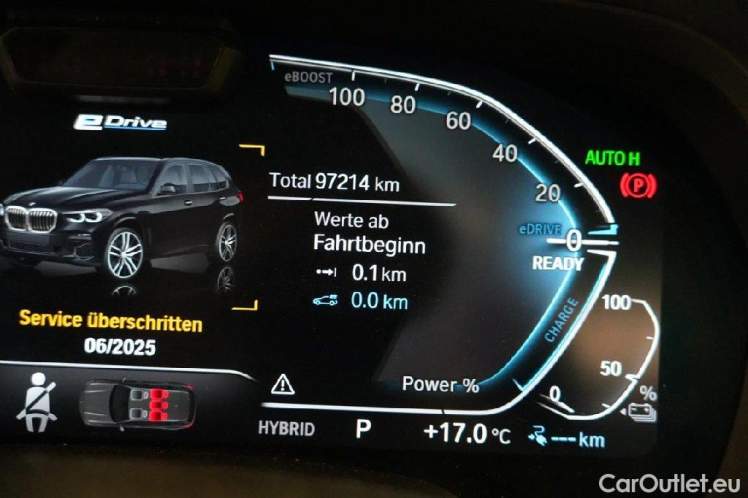 eBOOST
100
80
60
40
20
0
eDRIVE
eDrive
AUTO H
P
Total 97214 km
Werte ab
Fahrtbeginn
0.1 km
0.0 km
READY
CHARGE
100
50
%
0
Service überschritten
06/2025
Power %
HYBRID
P
+17.0 °C
--- km
CarOutlet.eu